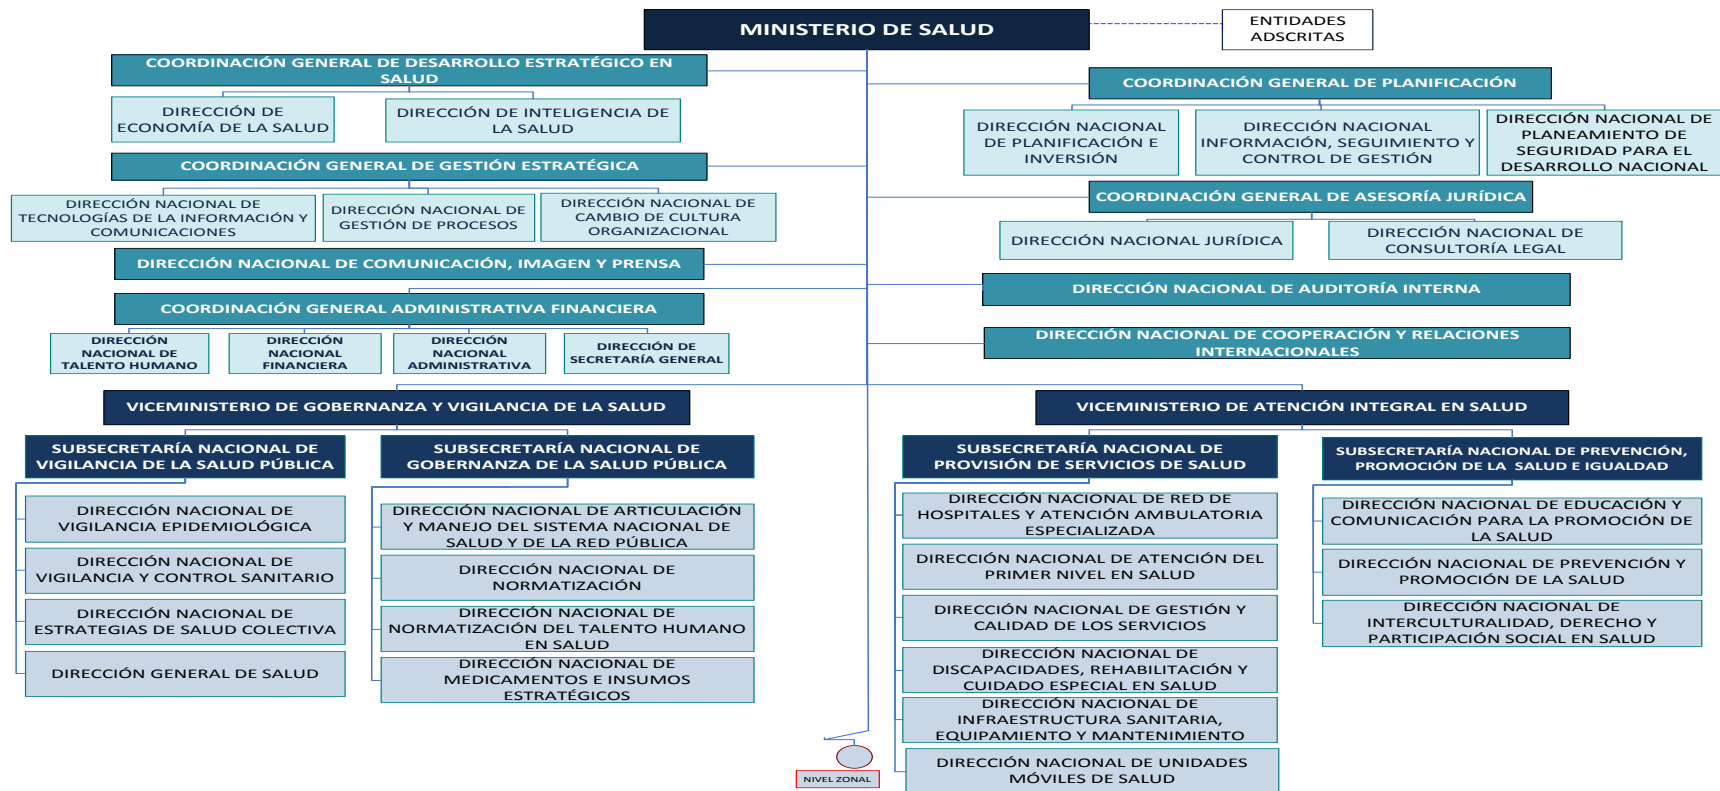 MINISTERIO DE SALUD
ENTIDADES
ADSCRITAS
COORDINACIÓN GENERAL DE DESARROLLO ESTRATÉGICO EN
SALUD
DIRECCIÓN DE
ECONOMÍA DE LA SALUD
DIRECCIÓN DE INTELIGENCIA DE
LA SALUD
COORDINACIÓN GENERAL DE PLANIFICACIÓN
DIRECCIÓN NACIONAL
DE PLANIFICACIÓN E
INVERSIÓN
DIRECCIÓN NACIONAL
INFORMACIÓN, SEGUIMIENTO Y
CONTROL DE GESTIÓN
DIRECCIÓN NACIONAL DE
PLANEAMIENTO DE
SEGURIDAD PARA EL
DESARROLLO NACIONAL
COORDINACIÓN GENERAL DE GESTIÓN ESTRATÉGICA
DIRECCIÓN NACIONAL DE
TECNOLOGÍAS DE LA INFORMACIÓN Y
COMUNICACIONES
DIRECCIÓN NACIONAL DE
GESTIÓN DE PROCESOS
DIRECCIÓN NACIONAL DE
CAMBIO DE CULTURA
ORGANIZACIONAL
COORDINACIÓN GENERAL DE ASESORÍA JURÍDICA
DIRECCIÓN NACIONAL JURÍDICA
DIRECCIÓN NACIONAL DE
CONSULTORÍA LEGAL
DIRECCIÓN NACIONAL DE COMUNICACIÓN, IMAGEN Y PRENSA
DIRECCIÓN NACIONAL DE AUDITORÍA INTERNA
COORDINACIÓN GENERAL ADMINISTRATIVA FINANCIERA
DIRECCIÓN
NACIONAL DE
TALENTO HUMANO
DIRECCIÓN
NACIONAL
FINANCIERA
DIRECCIÓN
NACIONAL
ADMINISTRATIVA
DIRECCIÓN DE
SECRETARÍA GENERAL
DIRECCIÓN NACIONAL DE COOPERACIÓN Y RELACIONES
INTERNACIONALES
VICEMINISTERIO DE GOBERNANZA Y VIGILANCIA DE LA SALUD
SUBSECRETARÍA NACIONAL DE
VIGILANCIA DE LA SALUD PÚBLICA
DIRECCIÓN NACIONAL DE
VIGILANCIA EPIDEMIOLÓGICA
DIRECCIÓN NACIONAL DE
VIGILANCIA Y CONTROL SANITARIO
DIRECCIÓN NACIONAL DE
ESTRATEGIAS DE SALUD COLECTIVA
DIRECCIÓN GENERAL DE SALUD
SUBSECRETARÍA NACIONAL DE
GOBERNANZA DE LA SALUD PÚBLICA
DIRECCIÓN NACIONAL DE ARTICULACIÓN
Y MANEJO DEL SISTEMA NACIONAL DE
SALUD Y DE LA RED PÚBLICA
DIRECCIÓN NACIONAL DE
NORMATIZACIÓN
DIRECCIÓN NACIONAL DE
NORMATIZACIÓN DEL TALENTO HUMANO
EN SALUD
DIRECCIÓN NACIONAL DE
MEDICAMENTOS E INSUMOS
ESTRATÉGICOS
VICEMINISTERIO DE ATENCIÓN INTEGRAL EN SALUD
SUBSECRETARÍA NACIONAL DE
PROVISIÓN DE SERVICIOS DE SALUD
DIRECCIÓN NACIONAL DE RED DE
HOSPITALES Y ATENCIÓN AMBULATORIA
ESPECIALIZADA
DIRECCIÓN NACIONAL DE ATENCIÓN DEL
PRIMER NIVEL EN SALUD
DIRECCIÓN NACIONAL DE GESTIÓN Y
CALIDAD DE LOS SERVICIOS
DIRECCIÓN NACIONAL DE
DISCAPACIDADES, REHABILITACIÓN Y
CUIDADO ESPECIAL EN SALUD
DIRECCIÓN NACIONAL DE
INFRAESTRUCTURA SANITARIA,
EQUIPAMIENTO Y MANTENIMIENTO
DIRECCIÓN NACIONAL DE UNIDADES
MÓVILES DE SALUD
SUBSECRETARÍA NACIONAL DE PREVENCIÓN,
PROMOCIÓN DE LA SALUD E IGUALDAD
DIRECCIÓN NACIONAL DE EDUCACIÓN Y
COMUNICACIÓN PARA LA PROMOCIÓN DE
LA SALUD
DIRECCIÓN NACIONAL DE PREVENCIÓN Y
PROMOCIÓN DE LA SALUD
DIRECCIÓN NACIONAL DE
INTERCULTURALIDAD, DERECHO Y
PARTICIPACIÓN SOCIAL EN SALUD
NIVEL ZONAL